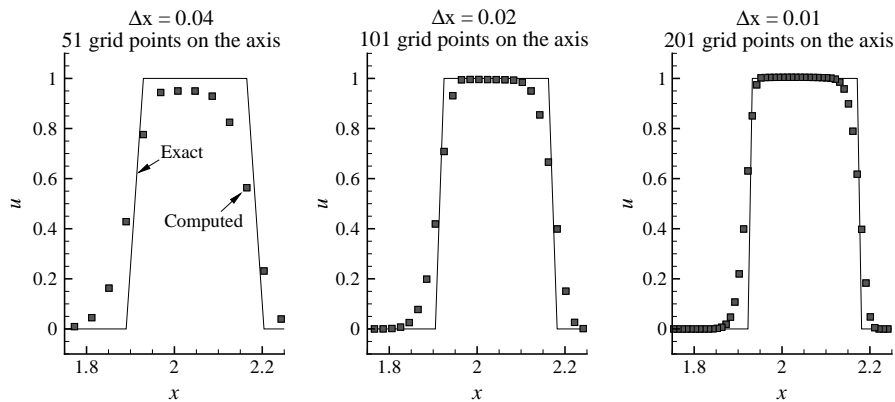 Δx = 0.04
51 grid points on the axis
1
0.8
0.6
0.4
0.2
0
u
Exact
Computed
1.8
2
2.2
x
Δx = 0.02
101 grid points on the axis
1
0.8
0.6
0.4
0.2
0
u
1.8
2
2.2
x
Δx = 0.01
201 grid points on the axis
1
0.8
0.6
0.4
0.2
0
u
1.8
2
2.2
x